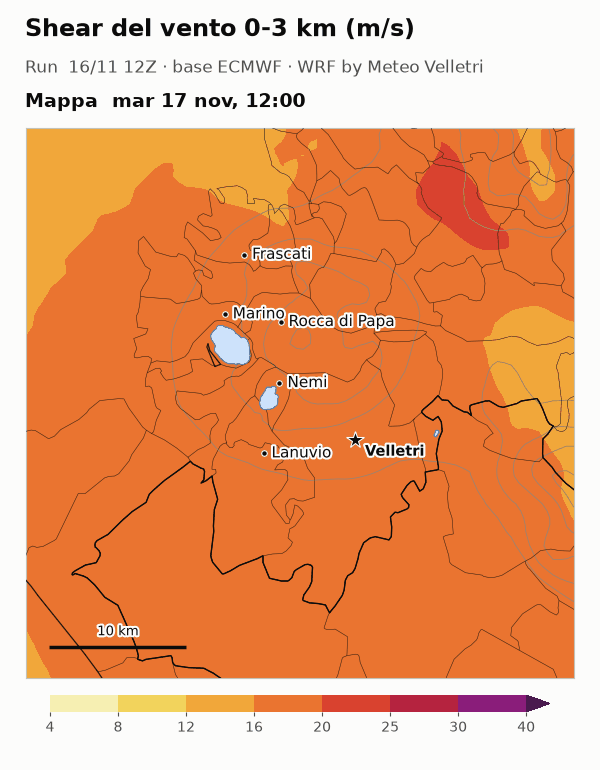 Shear del vento 0-3 km (m/s)
Run  16/11 12Z · base ECMWF · WRF by Meteo Velletri
Mappa  mar 17 nov, 12:00
Frascati
Marino
Rocca di Papa
Nemi
Velletri
Lanuvio
10 km
4 8 12 16 20 25 30 40